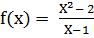 f(x) = X² − 2 / X−1